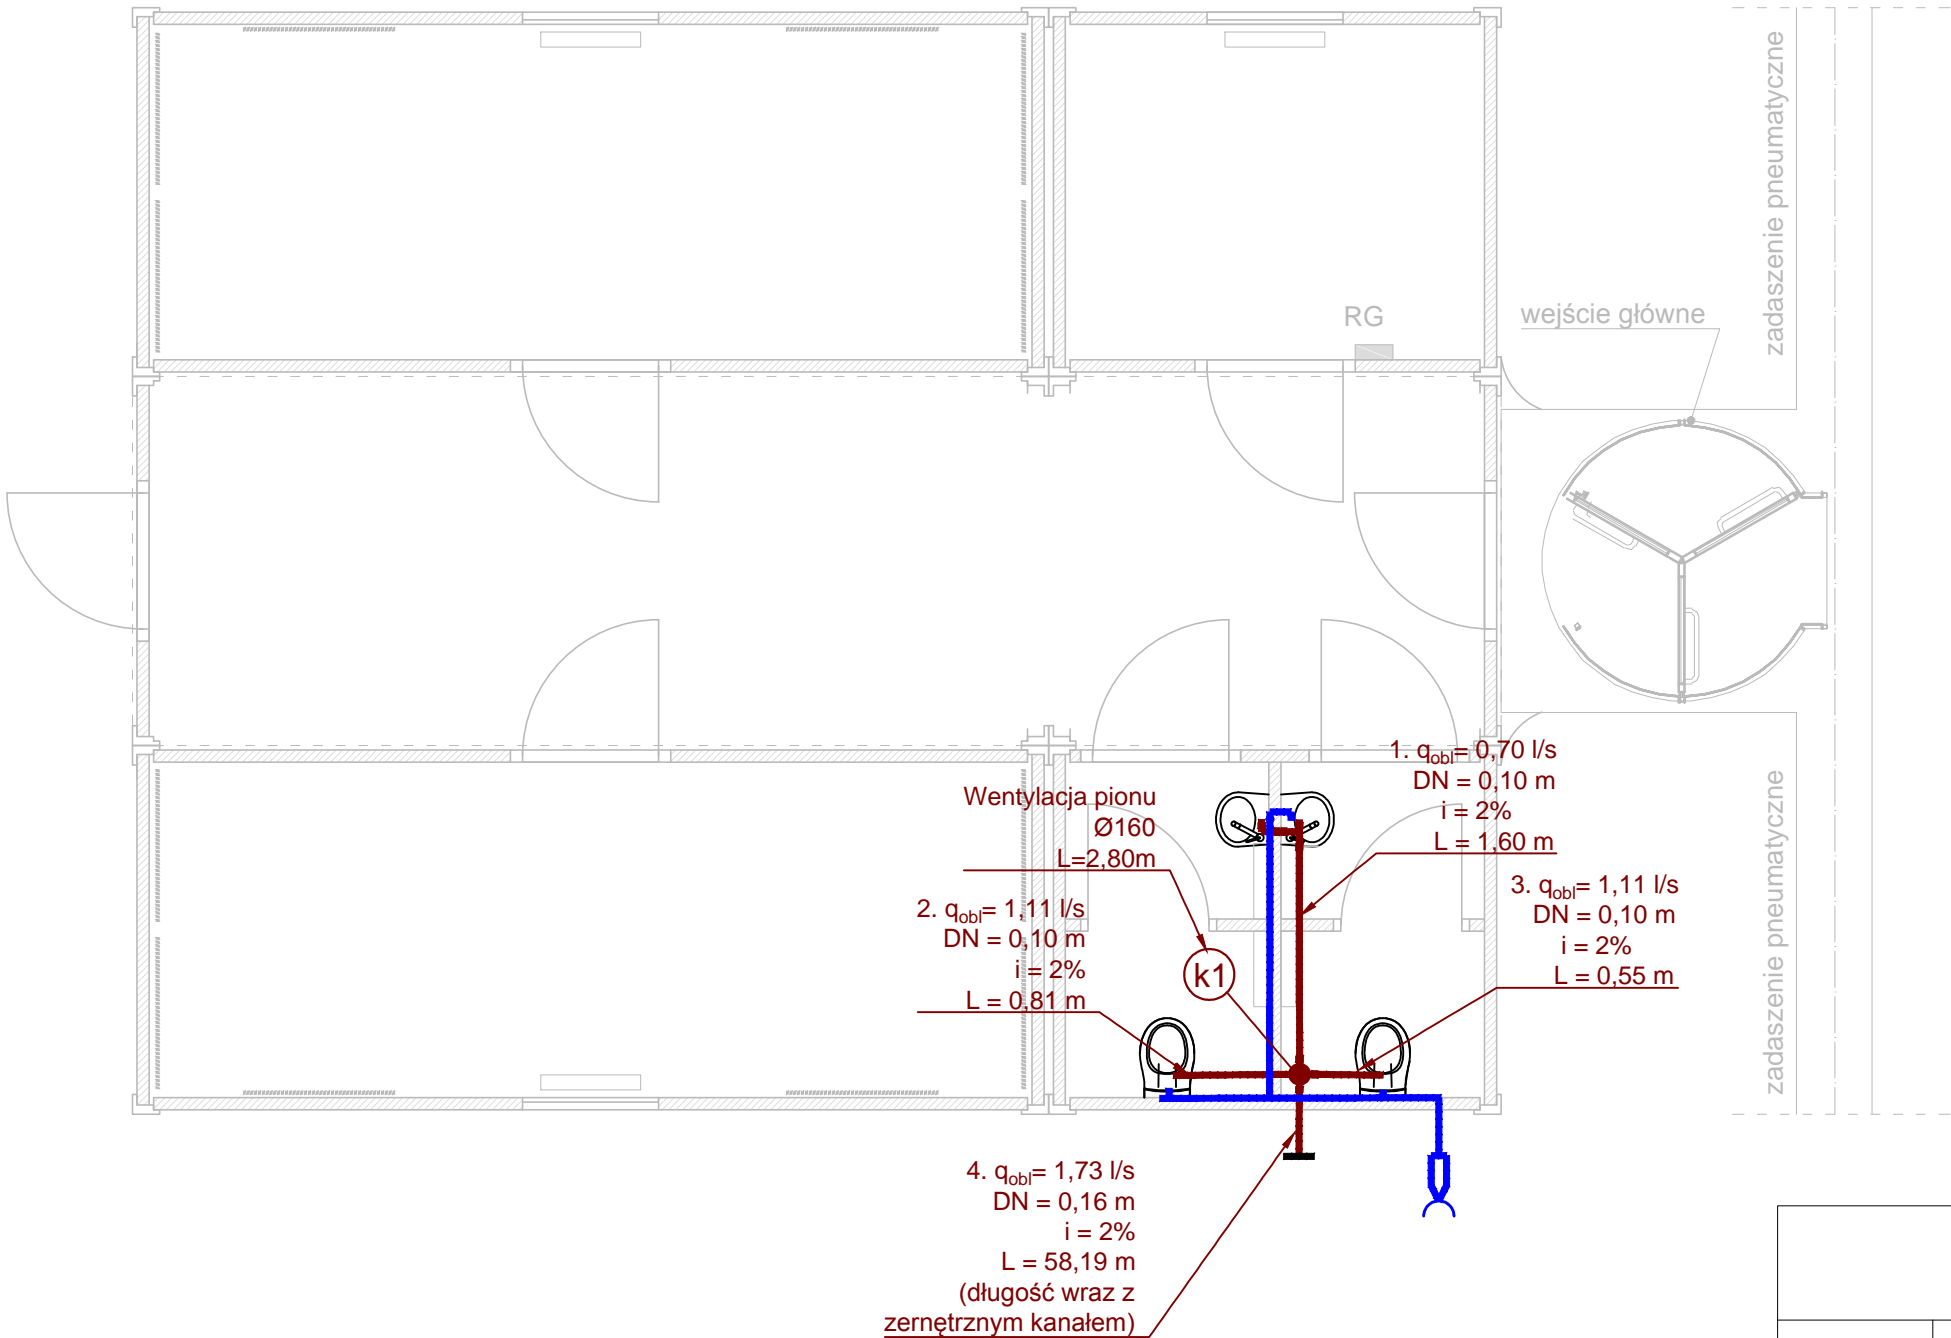 zadaszenie pneumatyczne
RG
wejście główne
1. qobl= 0,70 l/s
DN = 0,10 m
i = 2%
L = 1,60 m
Wentylacja pionu
Ø160
L=2,80m
2. qobl= 1,11 l/s
DN = 0,10 m
i = 2%
L = 0,81 m
k1
3. qobl= 1,11 l/s
DN = 0,10 m
i = 2%
L = 0,55 m
zadaszenie pneumatyczne
4. qobl= 1,73 l/s
DN = 0,16 m
i = 2%
L = 58,19 m
(długość wraz z
zernętrznym kanałem)